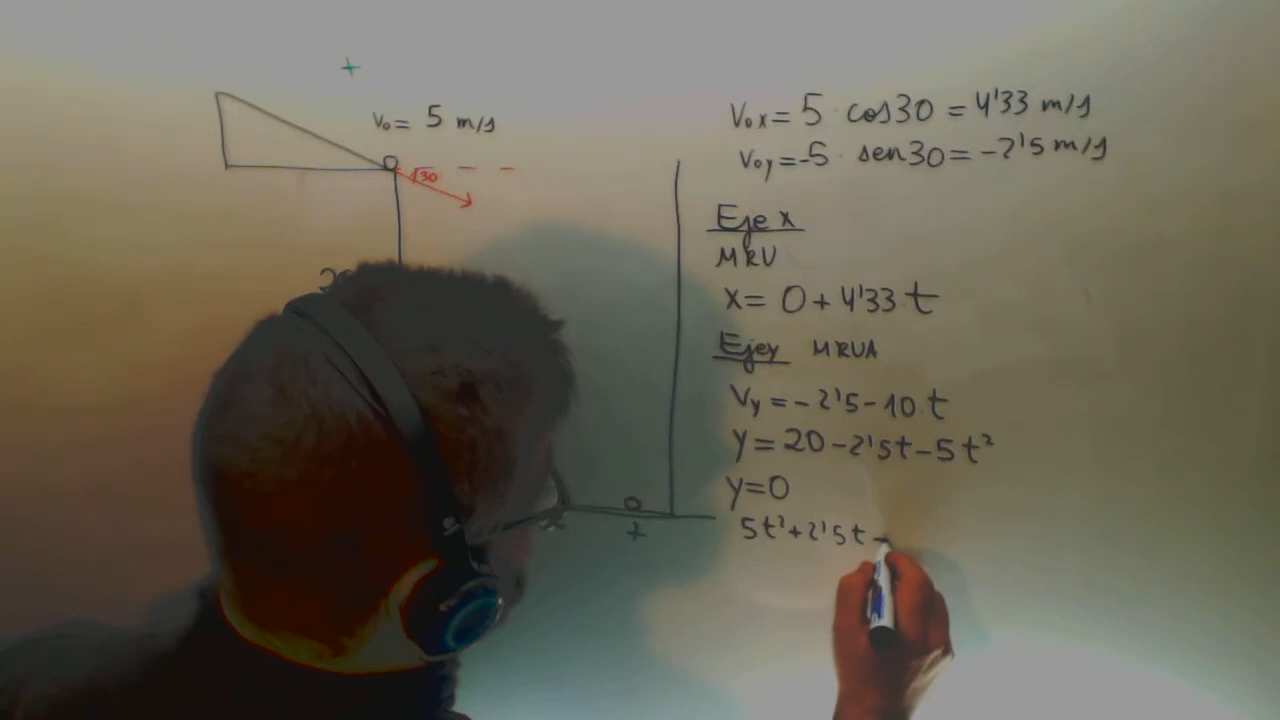 +
V₀= 5 m/s
30
V₀x= 5 · cos30 = 4'33 m/s
V₀y=-5 · sen30= -2'5 m/s
Eje x
MRU
x= 0+4'33 t
Eje y MRUA
Vy=-2'5-10 t
y=20-2'5t-5t²
y=0
5t²+2'5t -
+